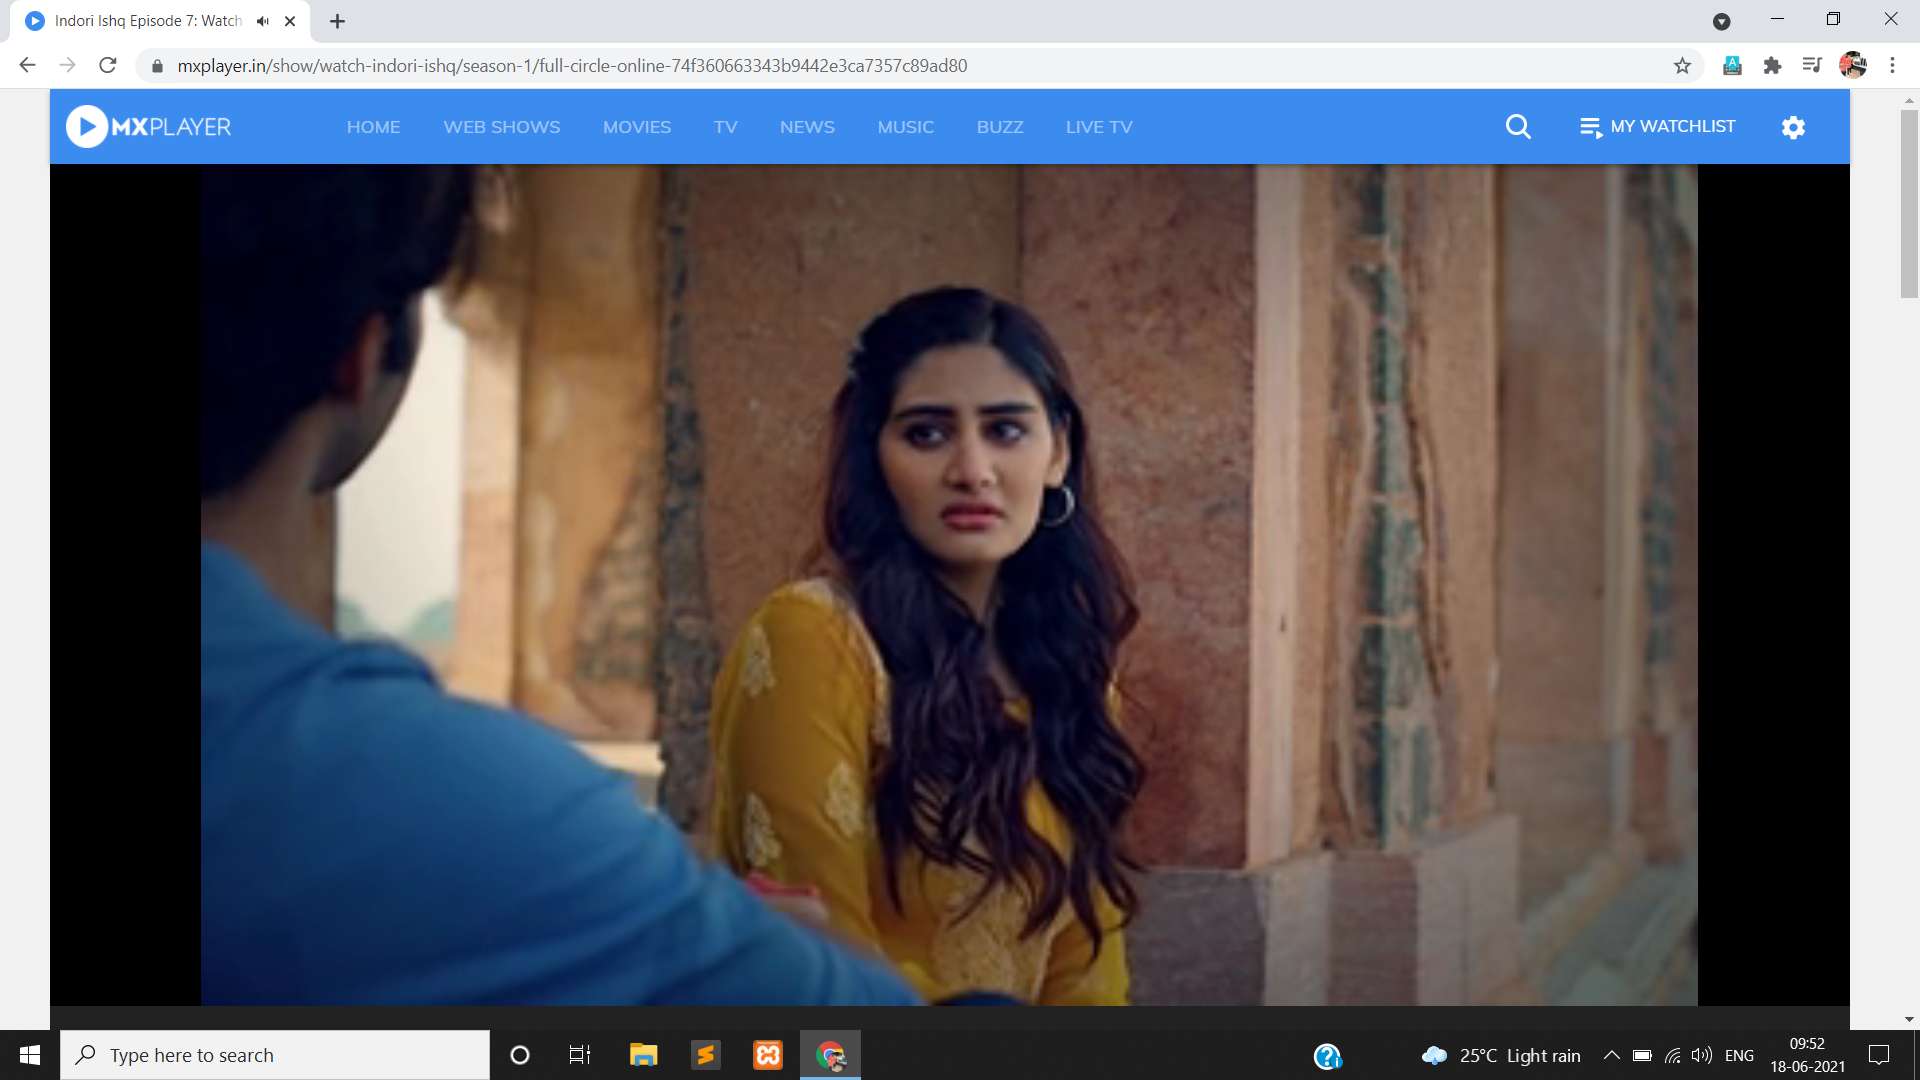 Indori Ishq Episode 7: Watch
mxplayer.in/show/watch-indori-ishq/season-1/full-circle-online-74f360663343b9442e3ca7357c89ad80
MXPLAYER HOME WEB SHOWS MOVIES TV NEWS MUSIC BUZZ LIVE TV MY WATCHLIST
Type here to search
25°C Light rain ENG
09:52
18-06-2021